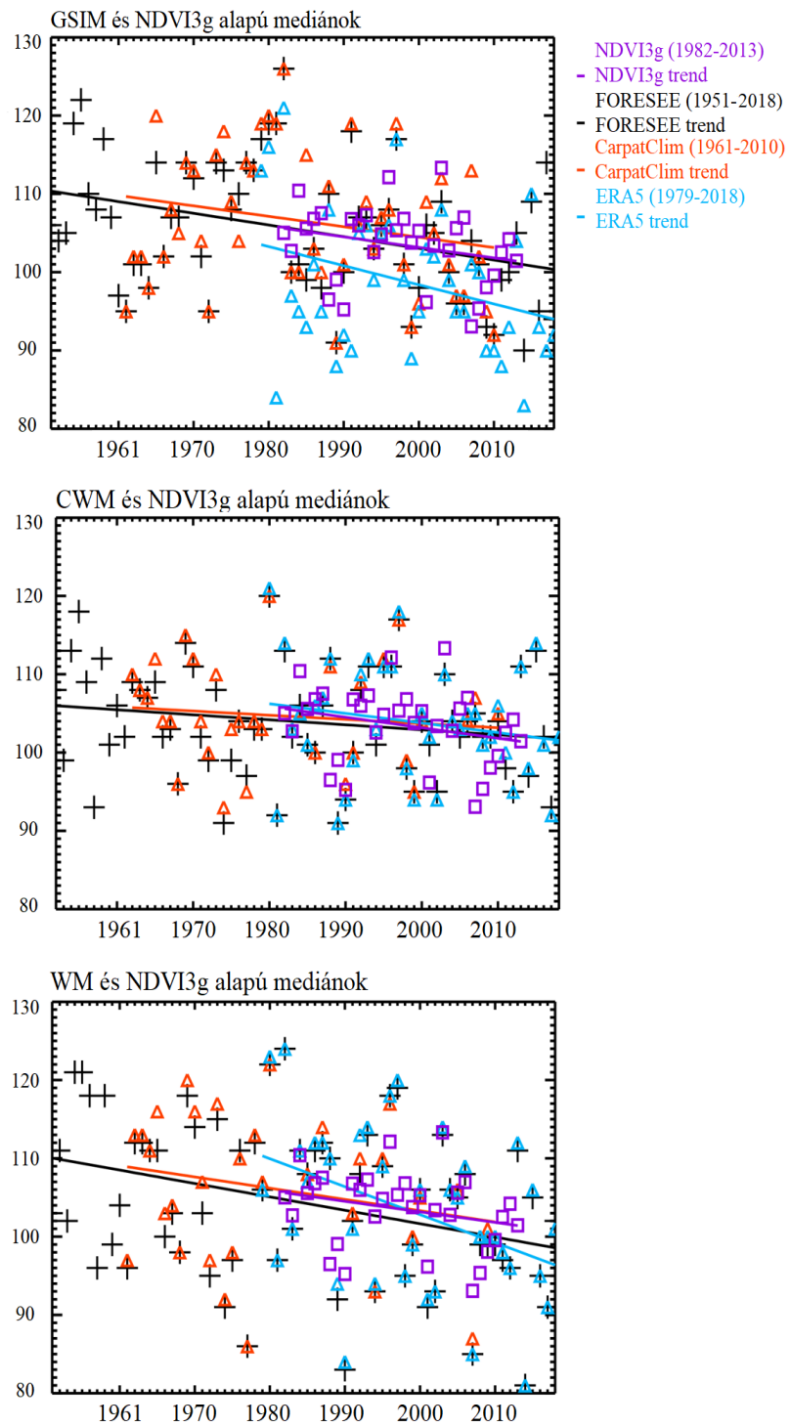 GSIM és NDVI3g alapú mediánok
130
120
110
100
90
80
1961 1970 1980 1990 2000 2010
NDVI3g (1982-2013)
NDVI3g trend
FORESEE (1951-2018)
FORESEE trend
CarpatClim (1961-2010)
CarpatClim trend
ERA5 (1979-2018)
ERA5 trend
CWM és NDVI3g alapú mediánok
130
120
110
100
90
80
1961 1970 1980 1990 2000 2010
WM és NDVI3g alapú mediánok
130
120
110
100
90
80
1961 1970 1980 1990 2000 2010